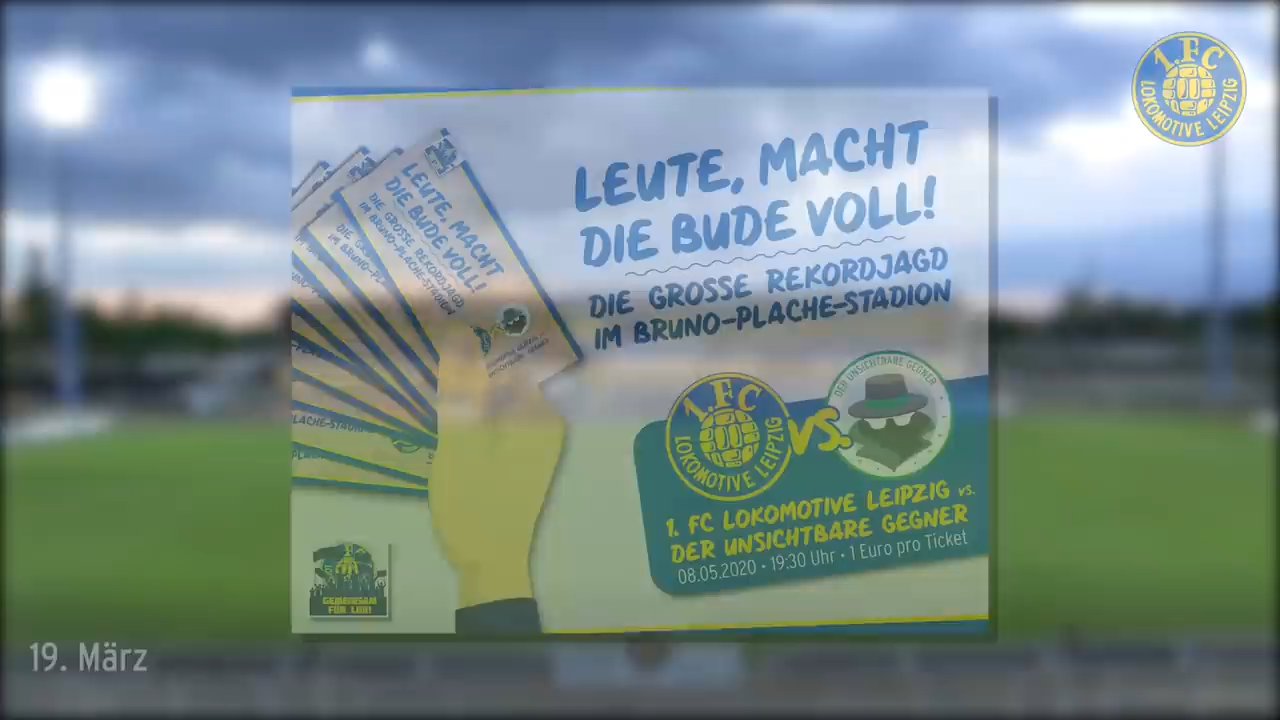 1.FC
LOKOMOTIVE LEIPZIG
LEUTE, MACHT
DIE BUDE VOLL!
DIE GROSSE REKORDJAGD
IM BRUNO-PLACHE-STADION
LEUTE, MACHT
DIE BUDE VOLL!
DIE GROSSE REKORDJAGD
IM BRUNO-PLACHE-STADION
1.FC
LOKOMOTIVE LEIPZIG
VS.
DER UNSICHTBARE GEGNER
1. FC LOKOMOTIVE LEIPZIG vs.
DER UNSICHTBARE GEGNER
08.05.2020 • 19:30 Uhr • 1 Euro pro Ticket
GEMEINSAM
FÜR LOK!
19. März